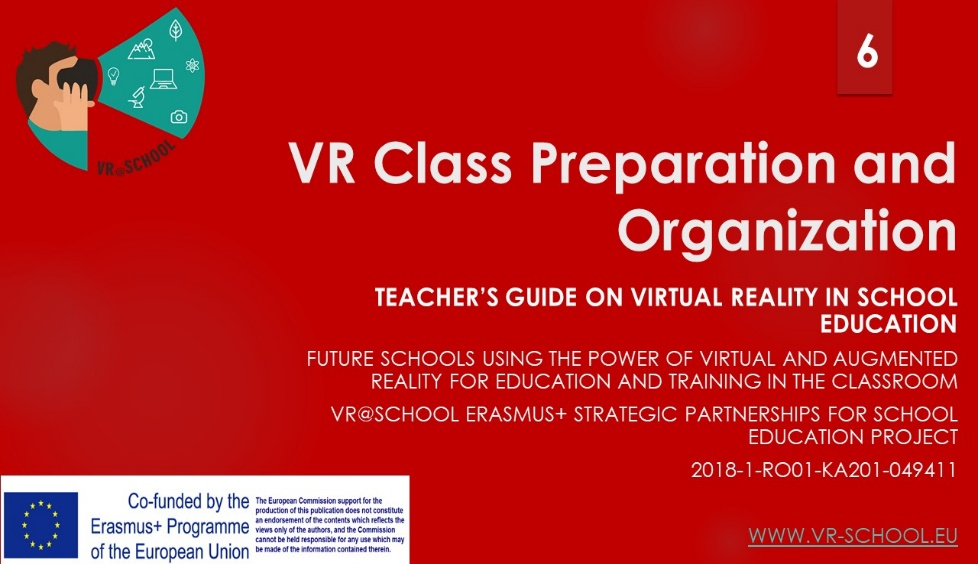 6
VR@SCHOOL
VR Class Preparation and
Organization
TEACHER’S GUIDE ON VIRTUAL REALITY IN SCHOOL
EDUCATION
FUTURE SCHOOLS USING THE POWER OF VIRTUAL AND AUGMENTED
REALITY FOR EDUCATION AND TRAINING IN THE CLASSROOM
VR@SCHOOL ERASMUS+ STRATEGIC PARTNERSHIPS FOR SCHOOL
EDUCATION PROJECT
2018-1-RO01-KA201-049411
Co-funded by the
Erasmus+ Programme
of the European Union
The European Commission support for the
production of this publication does not constitute
an endorsement of the contents which reflects the
views only of the authors, and the Commission
cannot be held responsible for any use which may
be made of the information contained therein.
WWW.VR-SCHOOL.EU